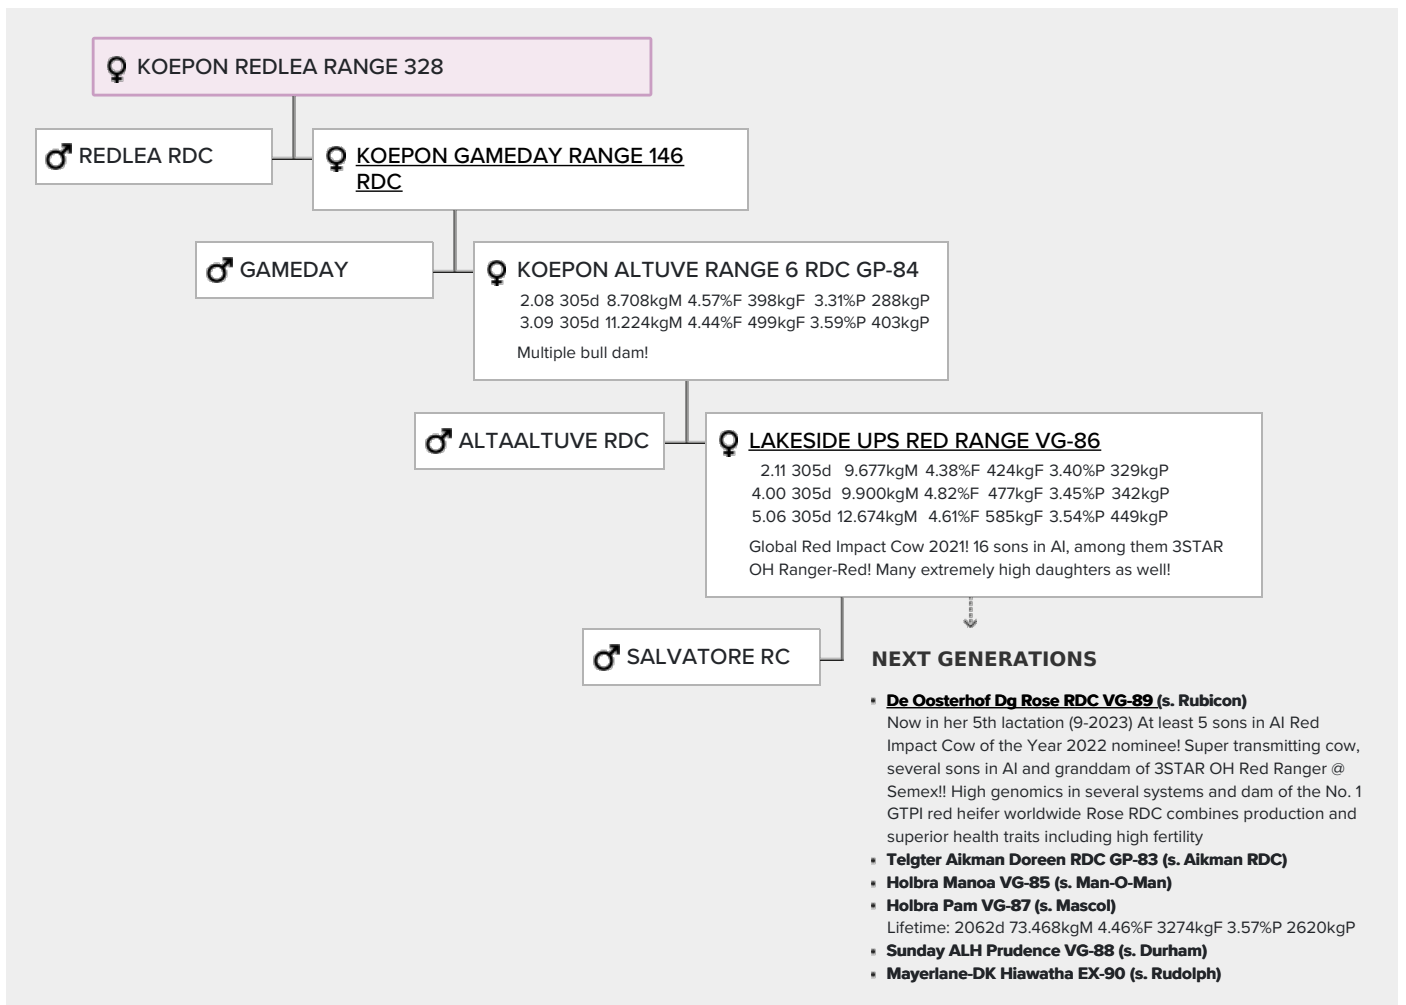 KOEPON REDLEA RANGE 328
REDLEA RDC
KOEPON GAMEDAY RANGE 146
RDC
GAMEDAY
KOEPON ALTUVE RANGE 6 RDC GP-84
2.08 305d 8.708kgM 4.57%F 398kgF 3.31%P 288kgP
3.09 305d 11.224kgM 4.44%F 499kgF 3.59%P 403kgP
Multiple bull dam!
ALTAALTUVE RDC
LAKESIDE UPS RED RANGE VG-86
2.11 305d 9.677kgM 4.38%F 424kgF 3.40%P 329kgP
4.00 305d 9.900kgM 4.82%F 477kgF 3.45%P 342kgP
5.06 305d 12.674kgM 4.61%F 585kgF 3.54%P 449kgP
Global Red Impact Cow 2021! 16 sons in AI, among them 3STAR
OH Ranger-Red! Many extremely high daughters as well!
SALVATORE RC
NEXT GENERATIONS
De Oosterhof Dg Rose RDC VG-89 (s. Rubicon)
Now in her 5th lactation (9-2023) At least 5 sons in AI Red
Impact Cow of the Year 2022 nominee! Super transmitting cow,
several sons in AI and granddam of 3STAR OH Red Ranger @
Semex!! High genomics in several systems and dam of the No. 1
GTPI red heifer worldwide Rose RDC combines production and
superior health traits including high fertility
Telgter Aikman Doreen RDC GP-83 (s. Aikman RDC)
Holbra Manoa VG-85 (s. Man-O-Man)
Holbra Pam VG-87 (s. Mascol)
Lifetime: 2062d 73.468kgM 4.46%F 3274kgF 3.57%P 2620kgP
Sunday ALH Prudence VG-88 (s. Durham)
Mayerlane-DK Hiawatha EX-90 (s. Rudolph)